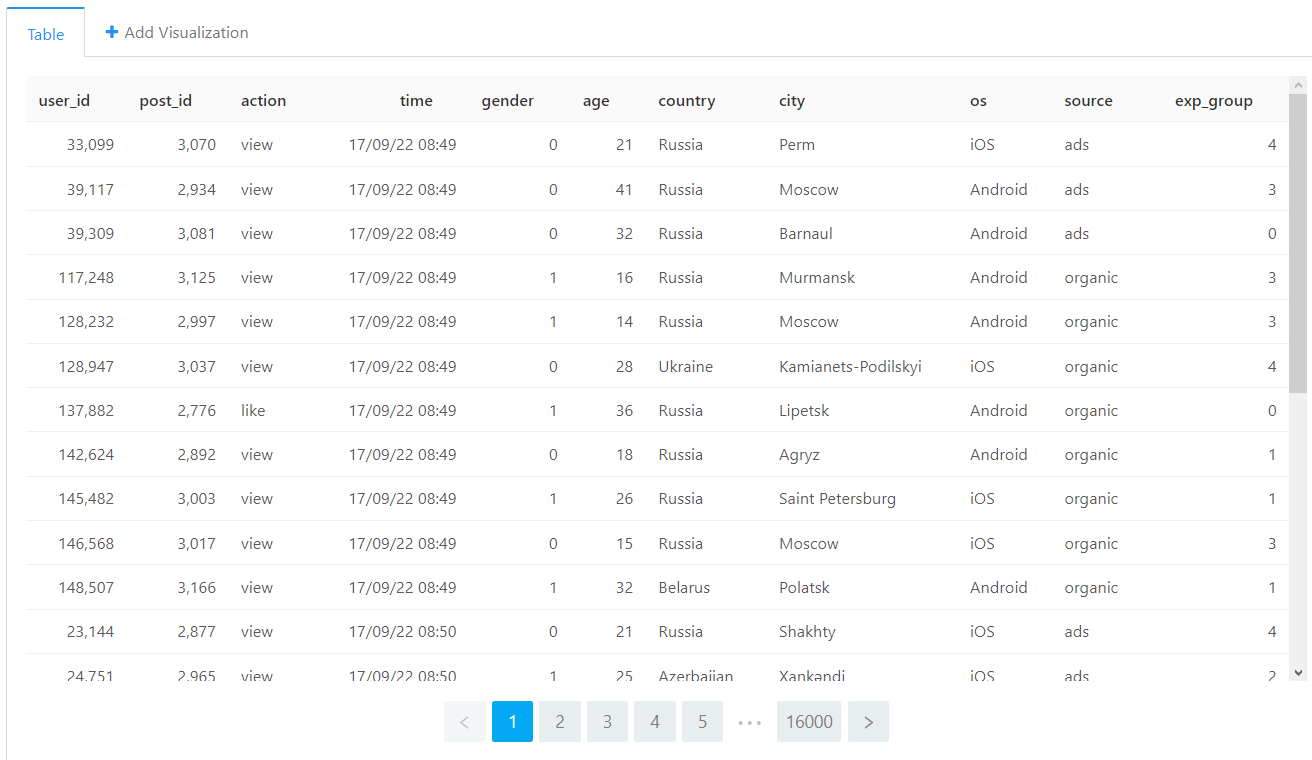 Table
Add Visualization
user_id post_id action time gender age country city os source exp_group
33,099 3,070 view 17/09/22 08:49 0 21 Russia Perm iOS ads 4
39,117 2,934 view 17/09/22 08:49 0 41 Russia Moscow Android ads 3
39,309 3,081 view 17/09/22 08:49 0 32 Russia Barnaul Android ads 0
117,248 3,125 view 17/09/22 08:49 1 16 Russia Murmansk Android organic 3
128,232 2,997 view 17/09/22 08:49 1 14 Russia Moscow Android organic 3
128,947 3,037 view 17/09/22 08:49 0 28 Ukraine Kamianets-Podilskyi iOS organic 4
137,882 2,776 like 17/09/22 08:49 1 36 Russia Lipetsk Android organic 0
142,624 2,892 view 17/09/22 08:49 0 18 Russia Agryz Android organic 1
145,482 3,003 view 17/09/22 08:49 1 26 Russia Saint Petersburg iOS organic 1
146,568 3,017 view 17/09/22 08:49 0 15 Russia Moscow iOS organic 3
148,507 3,166 view 17/09/22 08:49 1 32 Belarus Polatsk Android organic 1
23,144 2,877 view 17/09/22 08:50 0 21 Russia Shakhty iOS ads 4
24,751 2,965 view 17/09/22 08:50 1 25 Azerbaijan Xankəndi iOS ads 2
< 1 2 3 4 5 ••• 16000 >